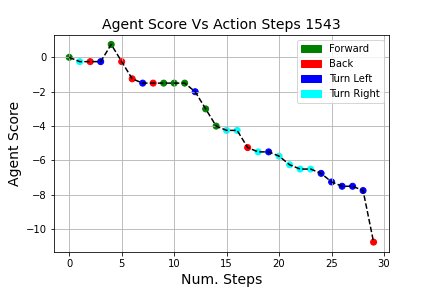 Agent Score Vs Action Steps 1543
Agent Score
0
−2
−4
−6
−8
−10
Forward
Back
Turn Left
Turn Right
0 5 10 15 20 25 30
Num. Steps